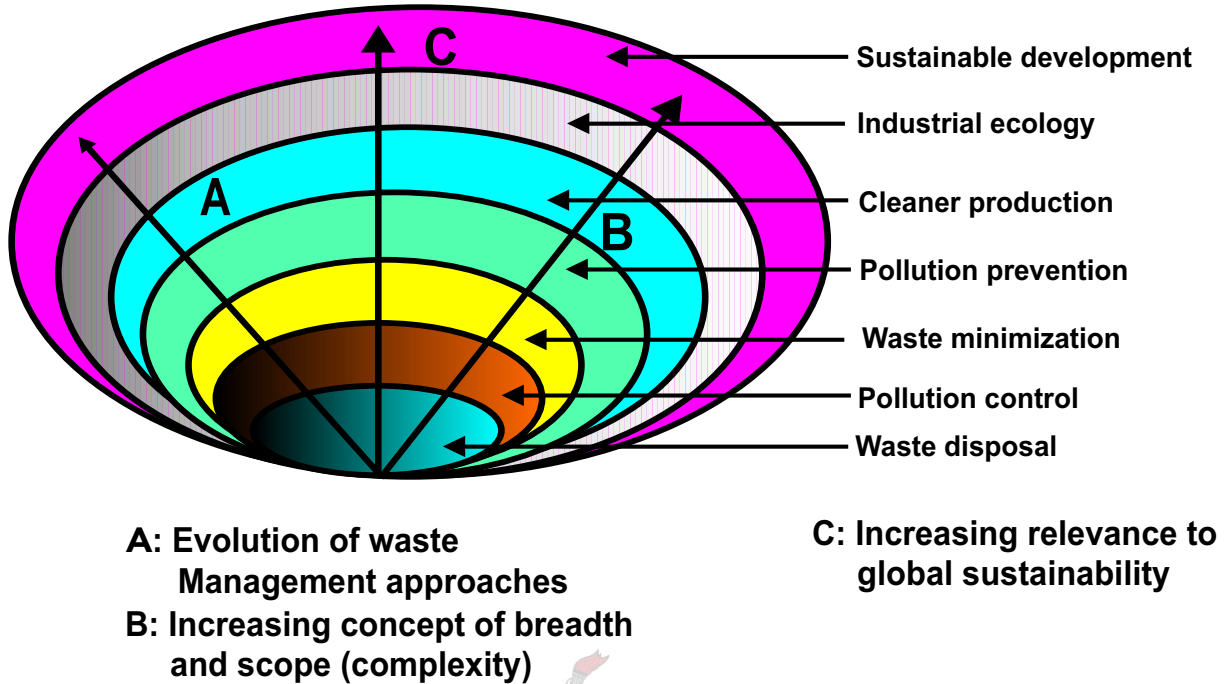 C
Sustainable development
Industrial ecology
A
Cleaner production
B
Pollution prevention
Waste minimization
Pollution control
Waste disposal
A: Evolution of waste
Management approaches
B: Increasing concept of breadth
and scope (complexity)
C: Increasing relevance to
global sustainability